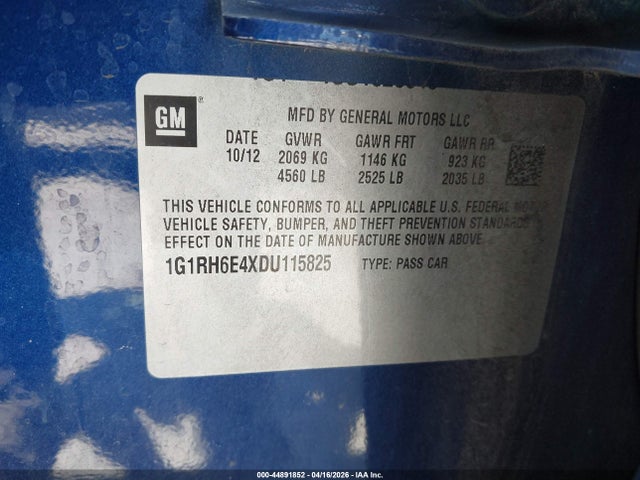 GM
MFD BY GENERAL MOTORS LLC
DATE GVWR GAWR FRT GAWR RR
10/12 2069 KG 1146 KG 923 KG
4560 LB 2525 LB 2035 LB
THIS VEHICLE CONFORMS TO ALL APPLICABLE U.S. FEDERAL MOTOR
VEHICLE SAFETY, BUMPER, AND THEFT PREVENTION STANDARDS
EFFECT ON THE DATE OF MANUFACTURE SHOWN ABOVE
1G1RH6E4XDU115825 TYPE: PASS CAR
000-44891852 - 04/16/2026 - IAA Inc.